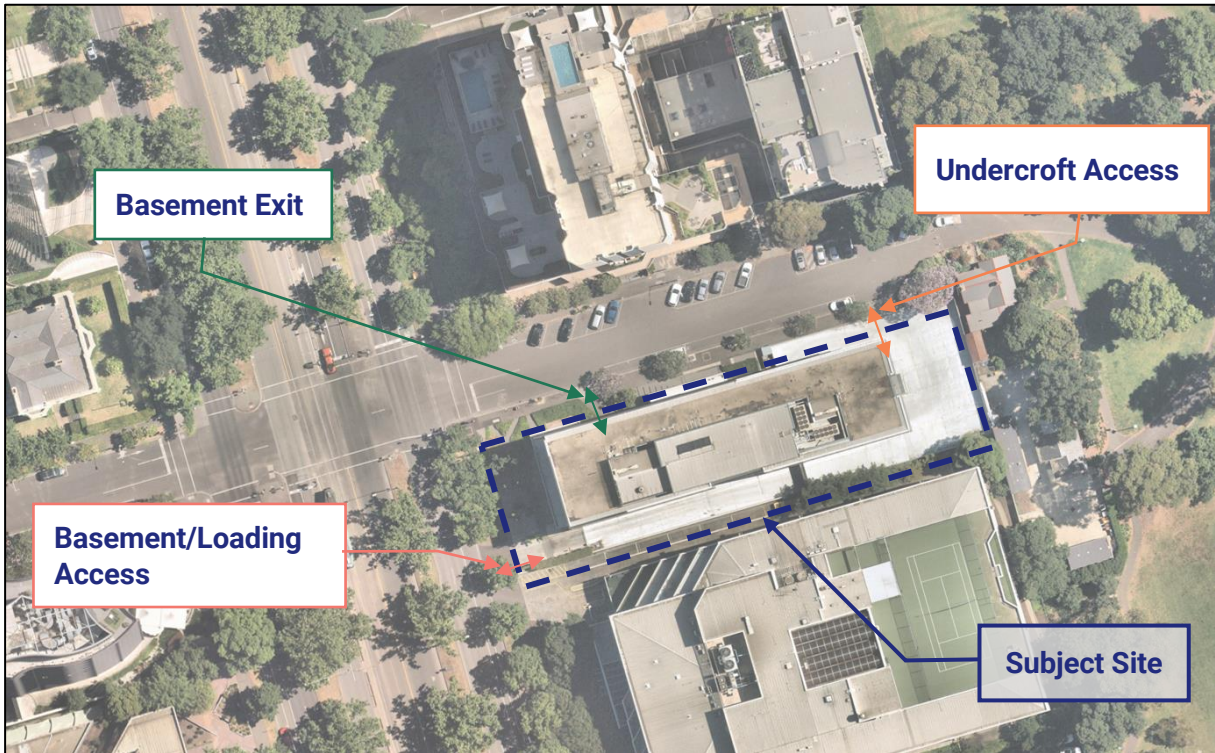 Basement Exit
Undercroft Access
Basement/Loading
Access
Subject Site